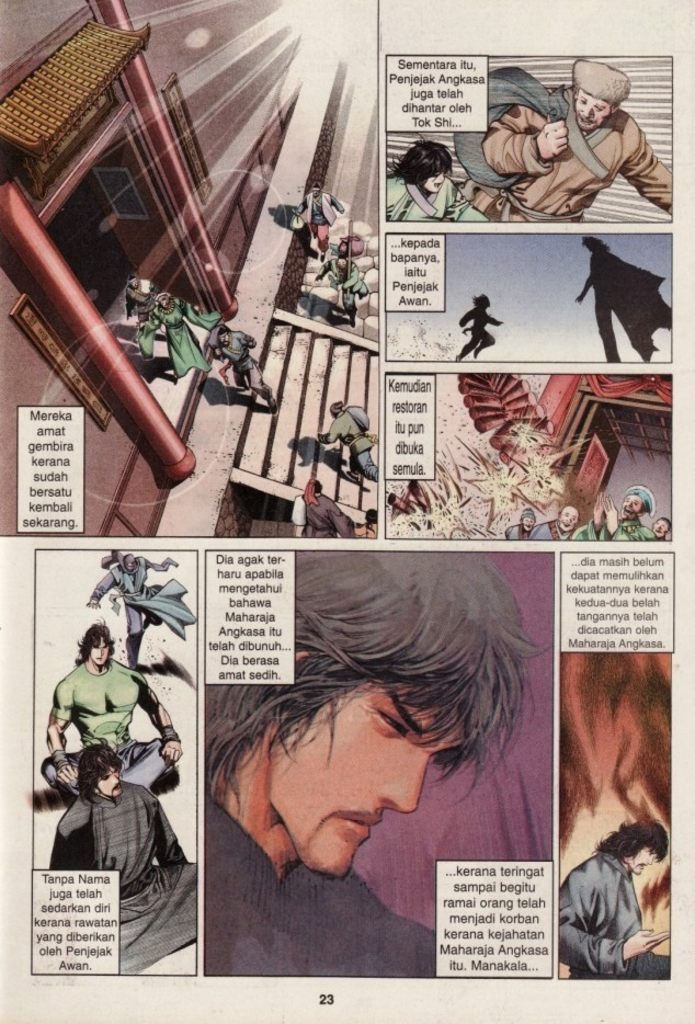 Mereka
amat
gembira
kerana
sudah
bersatu
kembali
sekarang.
Sementara itu,
Penjejak Angkasa
juga telah
dihantar oleh
Tok Shi...
...kepada
bapanya,
iaitu
Penjejak
Awan.
Kemudian
restoran
itu pun
dibuka
semula.
Tanpa Nama
juga telah
sedarkan diri
kerana rawatan
yang diberikan
oleh Penjejak
Awan.
Dia agak ter-
haru apabila
mengetahui
bahawa
Maharaja
Angkasa itu
telah dibunuh...
Dia berasa
amat sedih.
...kerana teringat
sampai begitu
ramai orang telah
menjadi korban
kerana kejahatan
Maharaja Angkasa
itu. Manakala...
...dia masih belum
dapat memulihkan
kekuatannya kerana
kedua-dua belah
tangannya telah
dicacatkan oleh
Maharaja Angkasa.
23